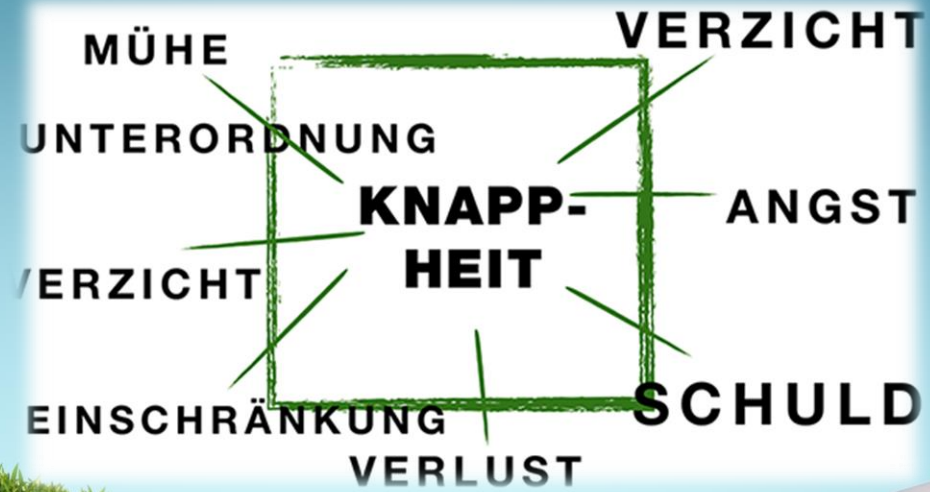 VERZICHT
MÜHE
UNTERORDNUNG
KNAPP-
HEIT
ANGST
VERZICHT
SCHULD
EINSCHRÄNKUNG
VERLUST